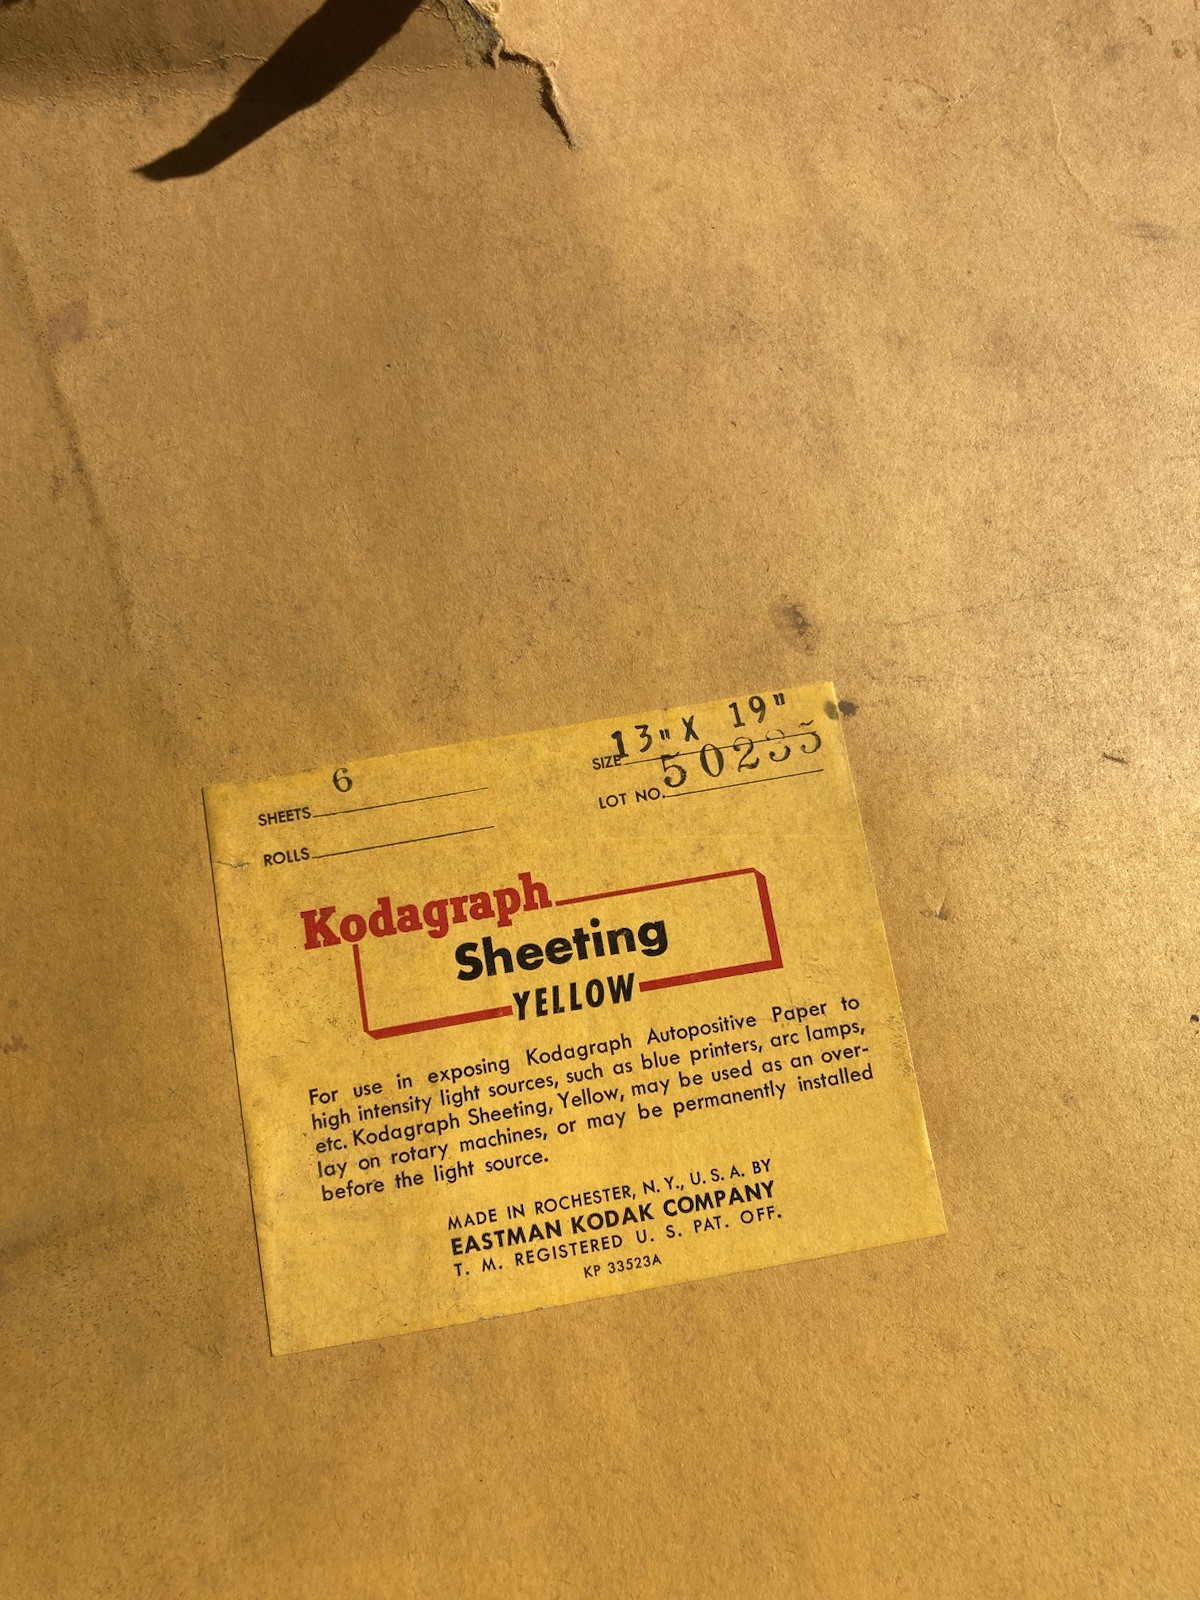 SHEETS 6
ROLLS
SIZE 13" X 19"
LOT NO. 50235
Kodagraph
Sheeting
YELLOW
For use in exposing Kodagraph Autopositive Paper to
high intensity light sources, such as blue printers, arc lamps,
etc. Kodagraph Sheeting, Yellow, may be used as an over-
lay on rotary machines, or may be permanently installed
before the light source.
MADE IN ROCHESTER, N. Y., U. S. A. BY
EASTMAN KODAK COMPANY
T. M. REGISTERED U. S. PAT. OFF.
KP 33523A